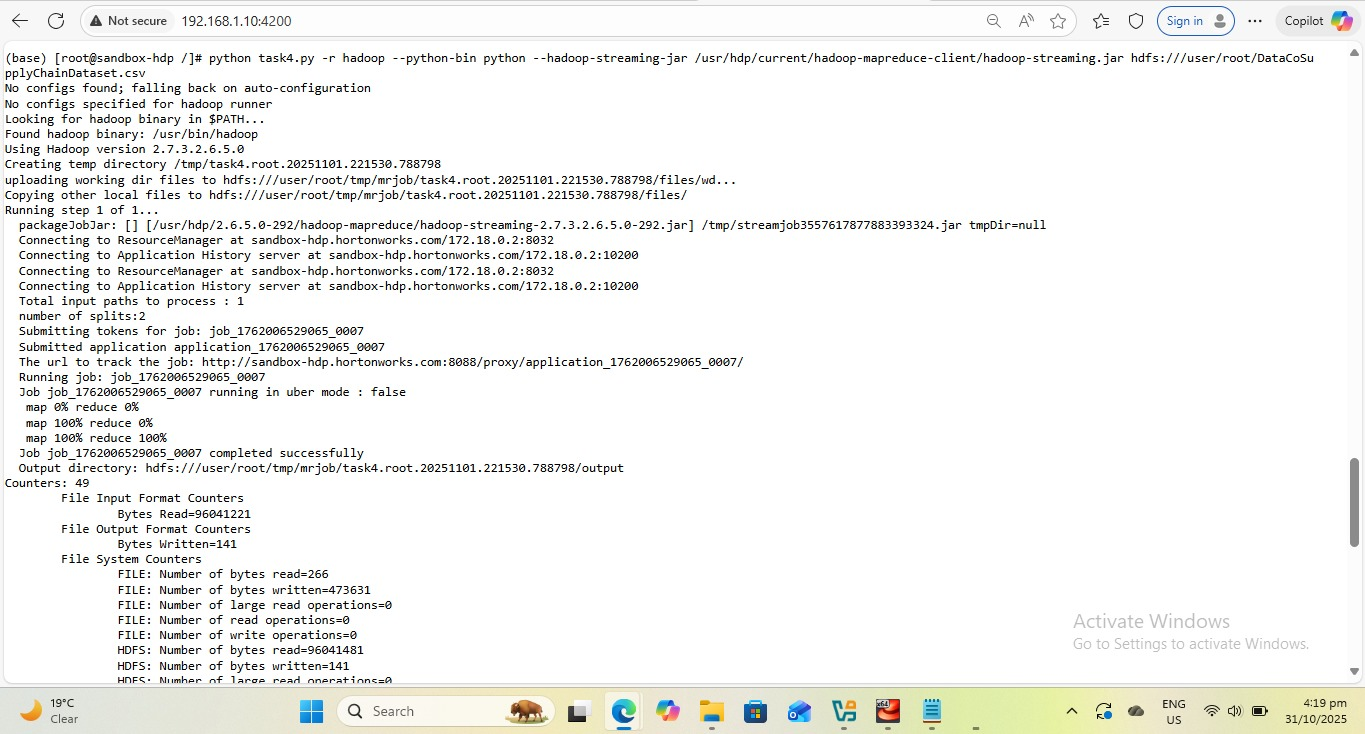 Not secure
192.168.1.10:4200
Sign in
Copilot
(base) [root@sandbox-hdp /]# python task4.py -r hadoop --python-bin python --hadoop-streaming-jar /usr/hdp/current/hadoop-mapreduce-client/hadoop-streaming.jar hdfs:///user/root/DataCoSu
pplyChainDataset.csv
No configs found; falling back on auto-configuration
No configs specified for hadoop runner
Looking for hadoop binary in $PATH...
Found hadoop binary: /usr/bin/hadoop
Using Hadoop version 2.7.3.2.6.5.0
Creating temp directory /tmp/task4.root.20251101.221530.788798
uploading working dir files to hdfs:///user/root/tmp/mrjob/task4.root.20251101.221530.788798/files/wd...
Copying other local files to hdfs:///user/root/tmp/mrjob/task4.root.20251101.221530.788798/files/
Running step 1 of 1...
packageJobJar: [] [/usr/hdp/2.6.5.0-292/hadoop-mapreduce/hadoop-streaming-2.7.3.2.6.5.0-292.jar] /tmp/streamjob3557617877883393324.jar tmpDir=null
Connecting to ResourceManager at sandbox-hdp.hortonworks.com/172.18.0.2:8032
Connecting to Application History server at sandbox-hdp.hortonworks.com/172.18.0.2:10200
Connecting to ResourceManager at sandbox-hdp.hortonworks.com/172.18.0.2:8032
Connecting to Application History server at sandbox-hdp.hortonworks.com/172.18.0.2:10200
Total input paths to process : 1
number of splits:2
Submitting tokens for job: job_1762006529065_0007
Submitted application application_1762006529065_0007
The url to track the job: http://sandbox-hdp.hortonworks.com:8088/proxy/application_1762006529065_0007/
Running job: job_1762006529065_0007
Job job_1762006529065_0007 running in uber mode : false
map 0% reduce 0%
map 100% reduce 0%
map 100% reduce 100%
Job job_1762006529065_0007 completed successfully
Output directory: hdfs:///user/root/tmp/mrjob/task4.root.20251101.221530.788798/output
Counters: 49
File Input Format Counters
Bytes Read=96041221
File Output Format Counters
Bytes Written=141
File System Counters
FILE: Number of bytes read=266
FILE: Number of bytes written=473631
FILE: Number of large read operations=0
FILE: Number of read operations=0
FILE: Number of write operations=0
HDFS: Number of bytes read=96041481
HDFS: Number of bytes written=141
HDFS: Number of large read operations=0
Activate Windows
Go to Settings to activate Windows.
19°C
Clear
Search
ENG
US
4:19 pm
31/10/2025